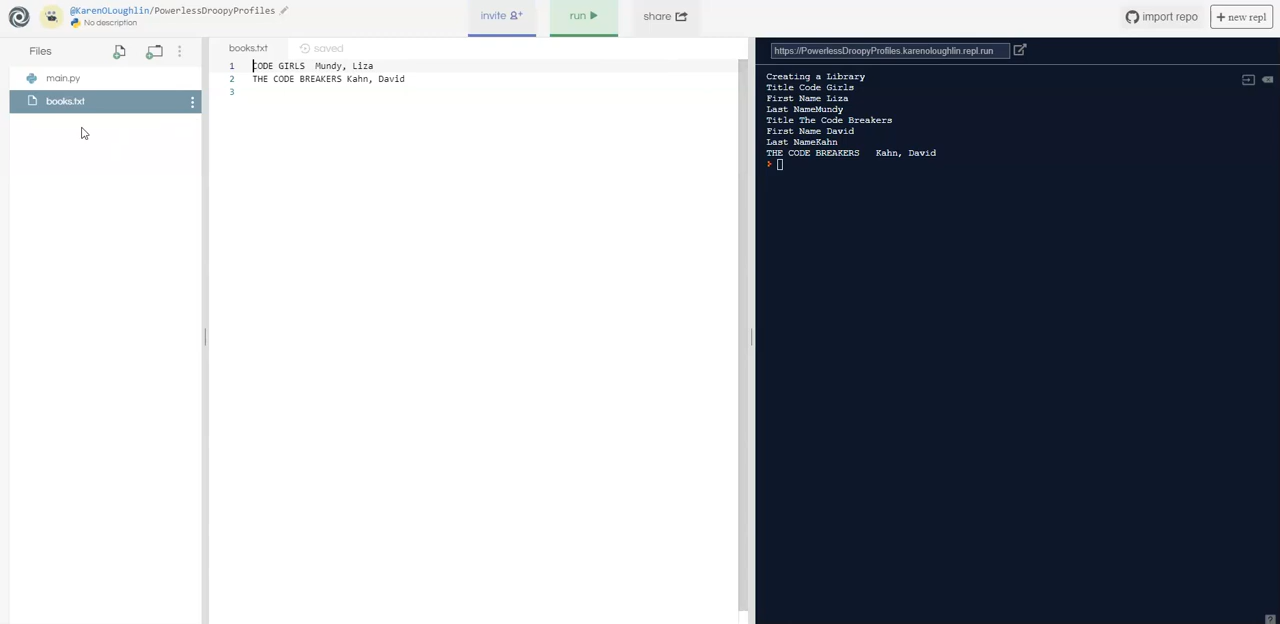 @KarenOLoughlin/PowerlessDroopyProfiles
No description
invite
run
share
import repo
+ new repl
Files
main.py
books.txt
books.txt
saved
1 CODE GIRLS  Mundy, Liza
2 THE CODE BREAKERS Kahn, David
3
https://PowerlessDroopyProfiles.karenoloughlin.repl.run
Creating a Library
Title Code Girls
First Name Liza
Last NameMundy
Title The Code Breakers
First Name David
Last NameKahn
THE CODE BREAKERS   Kahn, David
>
?